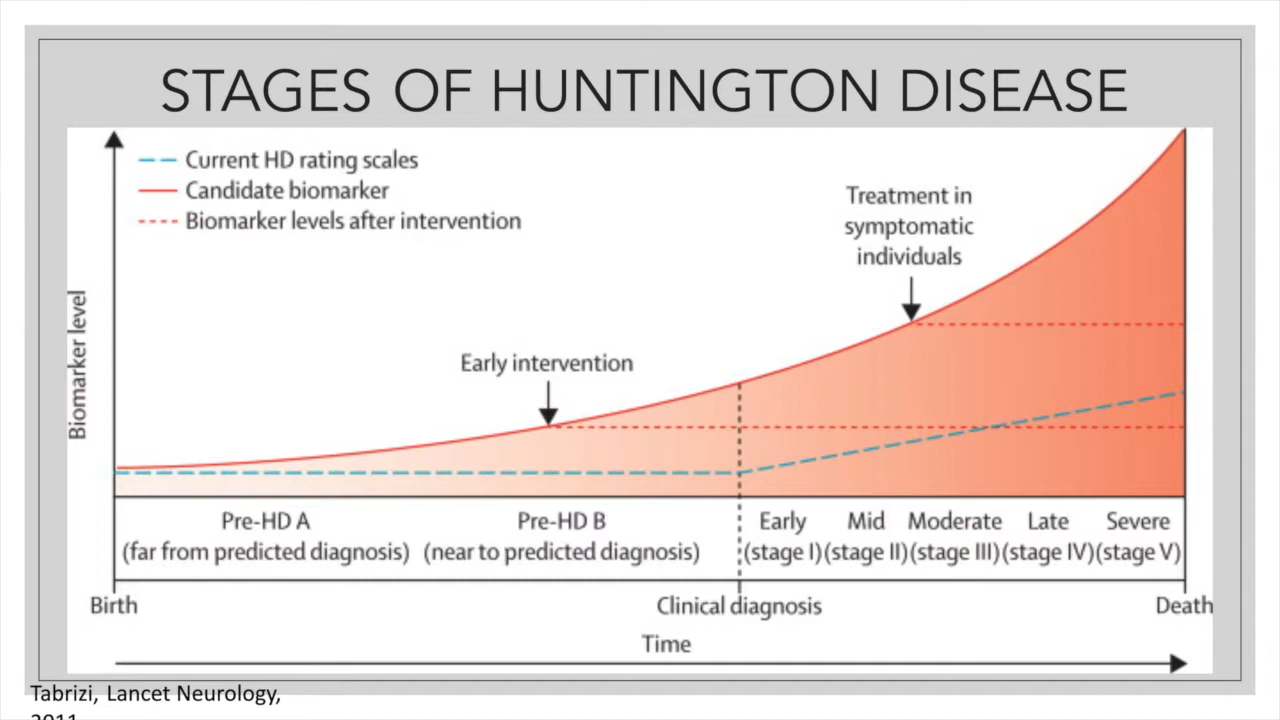 STAGES OF HUNTINGTON DISEASE
Current HD rating scales
Candidate biomarker
Biomarker levels after intervention
Treatment in
symptomatic
individuals
Early intervention
Biomarker level
Pre-HD A
(far from predicted diagnosis)
Pre-HD B
(near to predicted diagnosis)
Early
(stage I)
Mid
(stage II)
Moderate
(stage III)
Late
(stage IV)
Severe
(stage V)
Birth
Clinical diagnosis
Death
Time
Tabrizi, Lancet Neurology,
2011